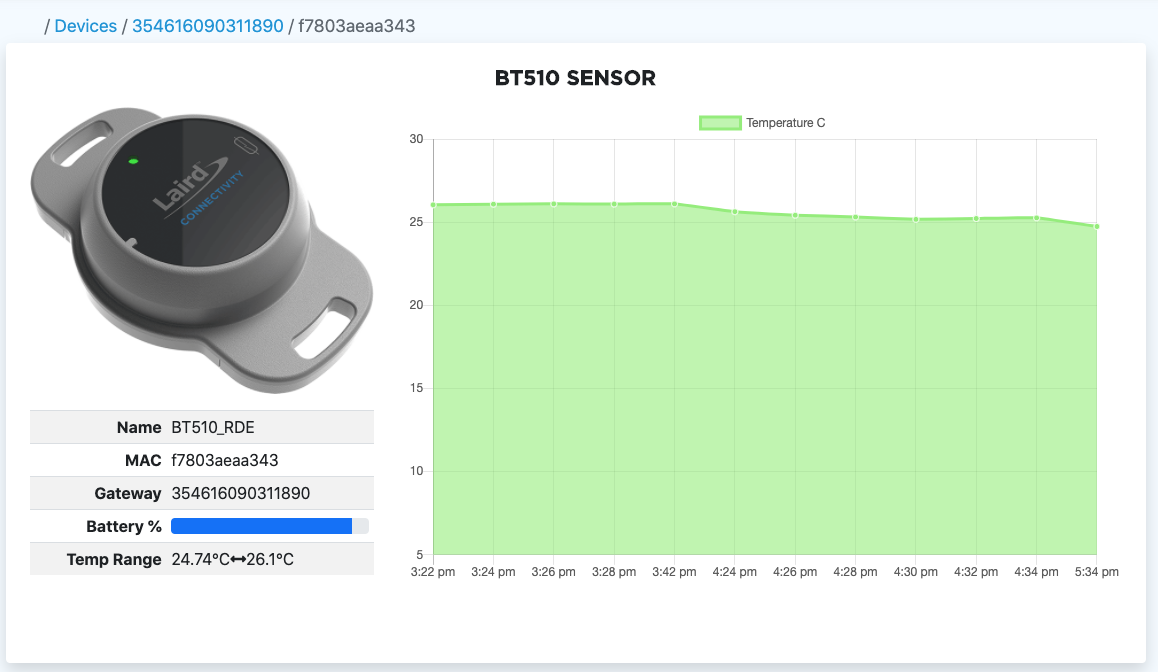 / Devices / 354616090311890 / f7803aeaa343
BT510 SENSOR
Laird™
CONNECTIVITY
Name BT510_RDE
MAC f7803aeaa343
Gateway 354616090311890
Battery %
Temp Range 24.74°C↔26.1°C
Temperature C
30
25
20
15
10
5
3:22 pm 3:24 pm 3:26 pm 3:28 pm 3:42 pm 4:24 pm 4:26 pm 4:28 pm 4:30 pm 4:32 pm 4:34 pm 5:34 pm